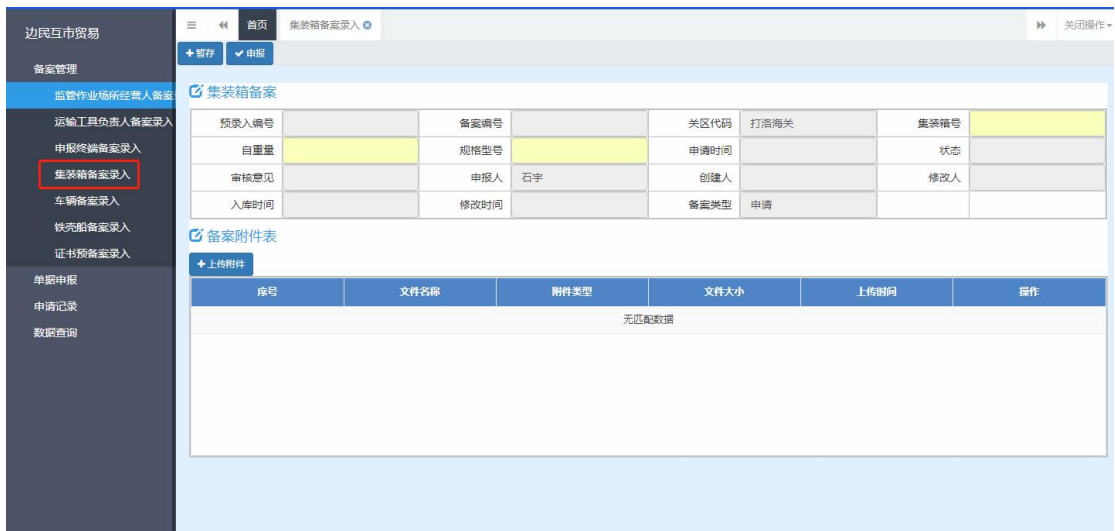 边民互市贸易
备案管理
监管作业场所经营人备案
运输工具负责人备案录入
申报终端备案录入
集装箱备案录入
车辆备案录入
铁壳船备案录入
证书预备案录入
单据申报
申请记录
数据查询
首页 集装箱备案录入 关闭操作
暂存 申报
集装箱备案
预录入编号 备案编号 关区代码 打洛海关 集装箱号
自重量 规格型号 申请时间 状态
审核意见 申报人 石宇 创建人 修改人
入库时间 修改时间 备案类型 申请
备案附件表
上传附件
序号 文件名称 附件类型 文件大小 上传时间 操作
无匹配数据